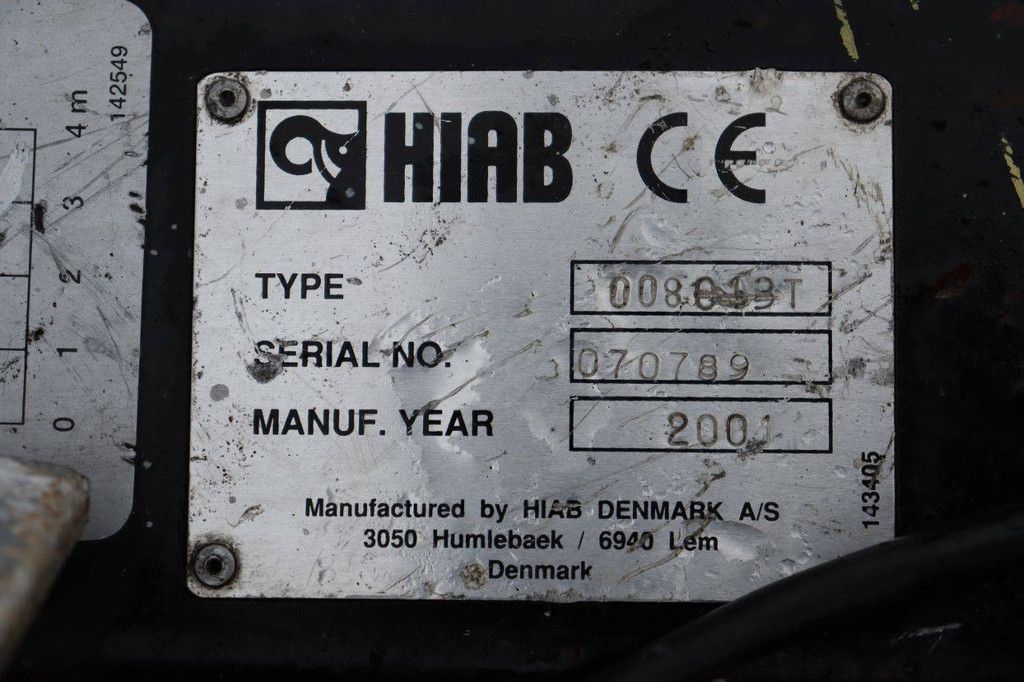 142549
4 m
3
2
1
0
HIAB CE
TYPE
SERIAL NO. 070789
MANUF. YEAR 2001
143405
Manufactured by HIAB DENMARK A/S
3050 Humlebaek / 6940 Lem
Denmark